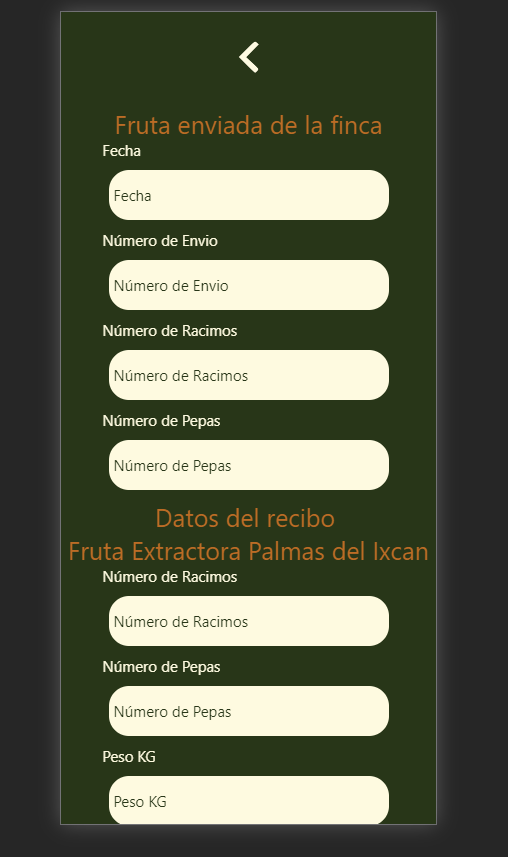 Fruta enviada de la finca
Fecha
Fecha
Número de Envio
Número de Envio
Número de Racimos
Número de Racimos
Número de Pepas
Número de Pepas
Datos del recibo
Fruta Extractora Palmas del Ixcan
Número de Racimos
Número de Racimos
Número de Pepas
Número de Pepas
Peso KG
Peso KG